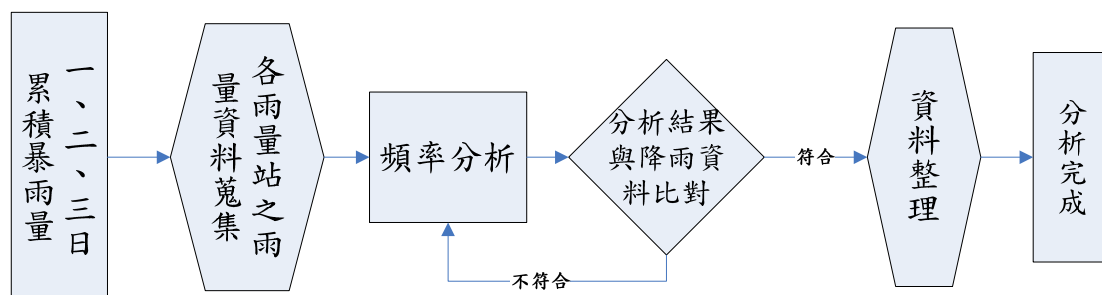 一、二、三日
累積暴雨量
各雨量站之雨
量資料蒐集
頻率分析
分析結果
與降雨資
料比對
符合
不符合
資料整理
分析完成